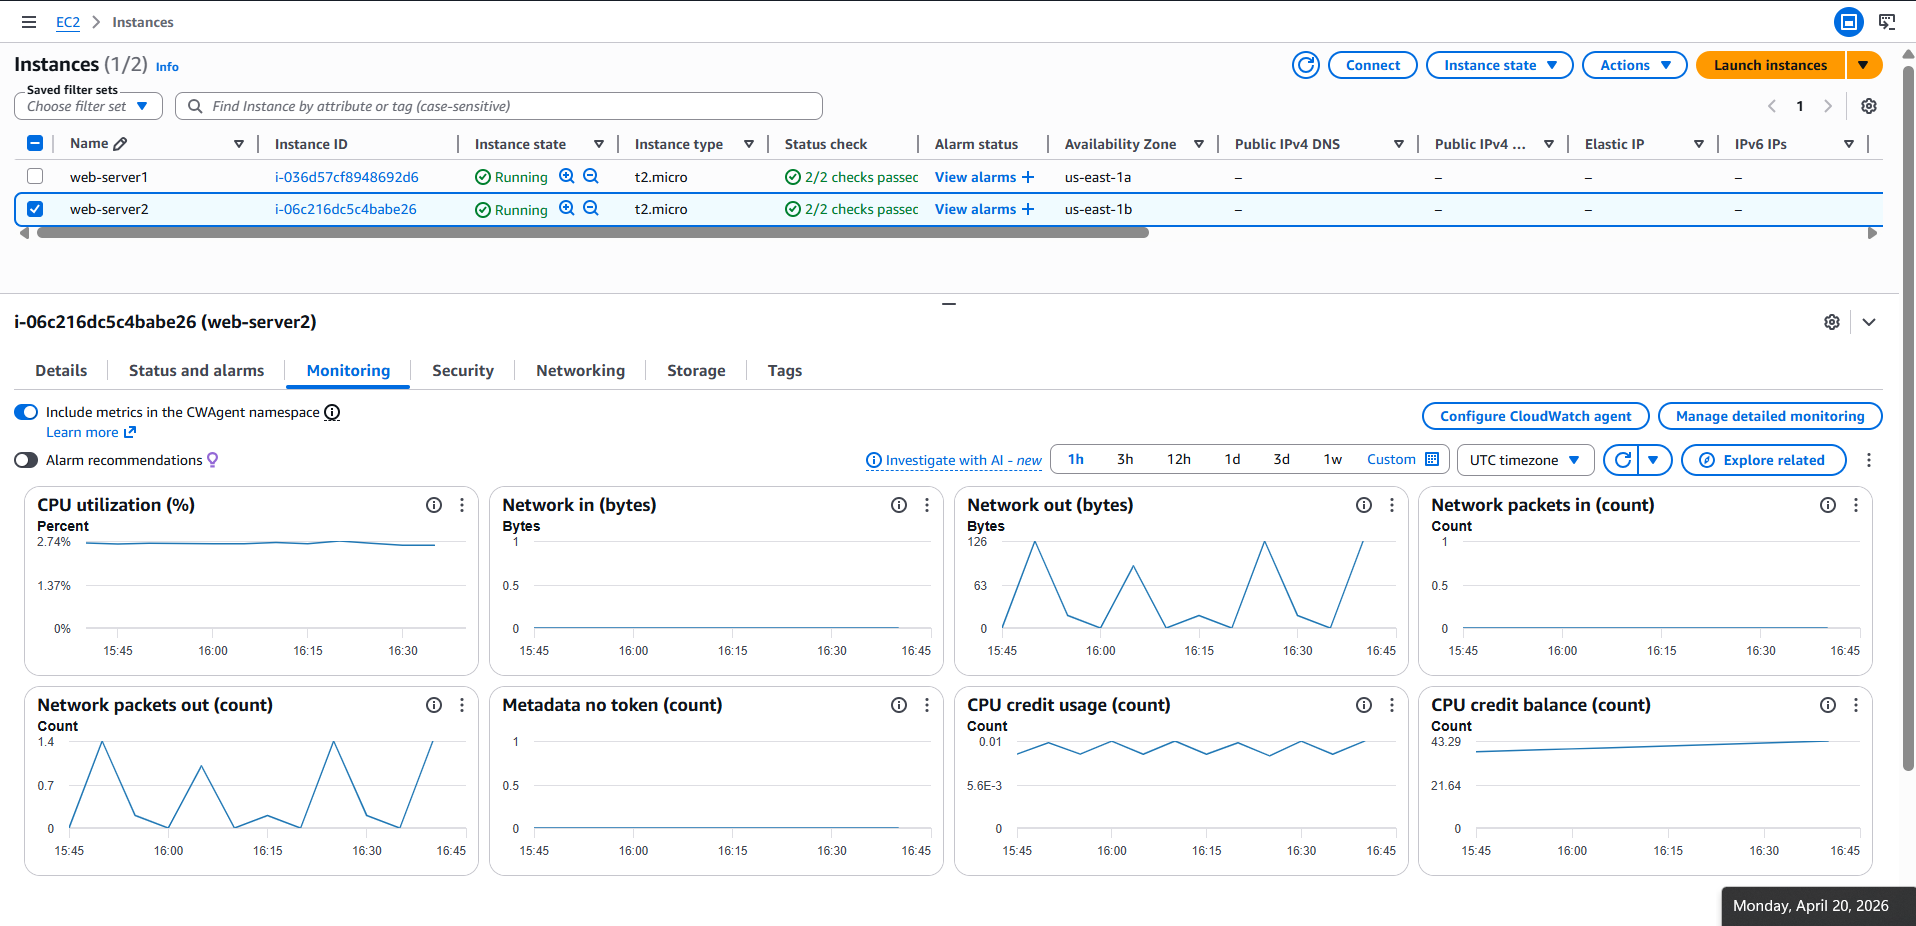 EC2 > Instances
Instances (1/2) Info
Connect
Instance state
Actions
Launch instances
Saved filter sets
Choose filter set
Find Instance by attribute or tag (case-sensitive)
1
Name Instance ID Instance state Instance type Status check Alarm status Availability Zone Public IPv4 DNS Public IPv4 ... Elastic IP IPv6 IPs
web-server1 i-036d57cf8948692d6 Running t2.micro 2/2 checks passec View alarms + us-east-1a – – – –
web-server2 i-06c216dc5c4babe26 Running t2.micro 2/2 checks passec View alarms + us-east-1b – – – –
i-06c216dc5c4babe26 (web-server2)
Details Status and alarms Monitoring Security Networking Storage Tags
Include metrics in the CWAgent namespace
Learn more
Configure CloudWatch agent
Manage detailed monitoring
Alarm recommendations
Investigate with AI - new
1h 3h 12h 1d 3d 1w Custom
UTC timezone
Explore related
CPU utilization (%)
Percent
2.74%
1.37%
0%
15:45 16:00 16:15 16:30
Network in (bytes)
Bytes
1
0.5
0
15:45 16:00 16:15 16:30 16:45
Network out (bytes)
Bytes
126
63
0
15:45 16:00 16:15 16:30 16:45
Network packets in (count)
Count
1
0.5
0
15:45 16:00 16:15 16:30 16:45
Network packets out (count)
Count
1.4
0.7
0
15:45 16:00 16:15 16:30 16:45
Metadata no token (count)
1
0.5
0
15:45 16:00 16:15 16:30 16:45
CPU credit usage (count)
Count
0.01
5.6E-3
0
15:45 16:00 16:15 16:30 16:45
CPU credit balance (count)
Count
43.29
21.64
0
15:45 16:00 16:15 16:30 16:45
Monday, April 20, 2026